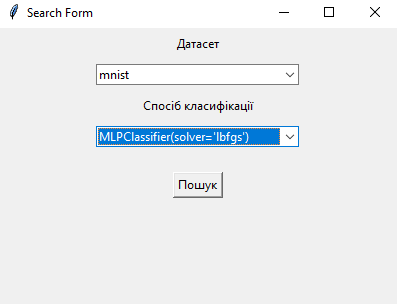 Search Form
Датасет
mnist
Спосіб класифікації
MLPClassifier(solver='lbfgs')
Пошук